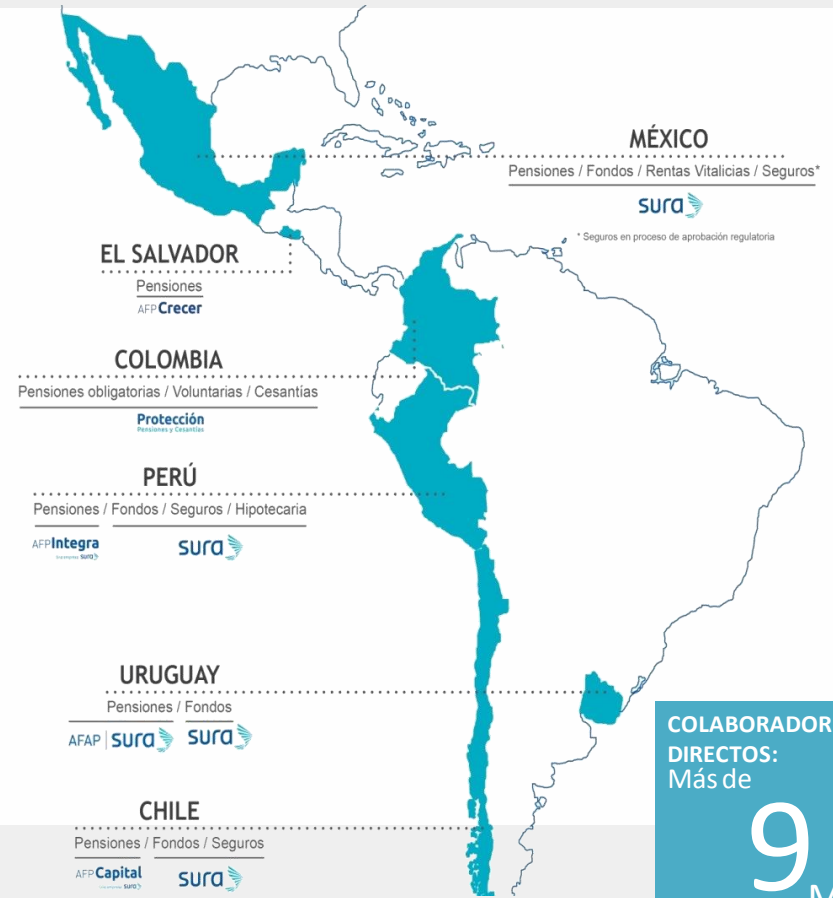 MÉXICO
Pensiones / Fondos / Rentas Vitalicias / Seguros*
sura
* Seguros en proceso de aprobación regulatoria
EL SALVADOR
Pensiones
AFP Crecer
COLOMBIA
Pensiones obligatorias / Voluntarias / Cesantías
Protección
Pensiones y Cesantías
PERÚ
Pensiones / Fondos / Seguros / Hipotecaria
AFP Integra
sura
sura
URUGUAY
Pensiones / Fondos
AFAP | sura
sura
CHILE
Pensiones / Fondos / Seguros
AFP Capital
sura
sura
COLABORADOR
DIRECTOS:
Más de
9
M